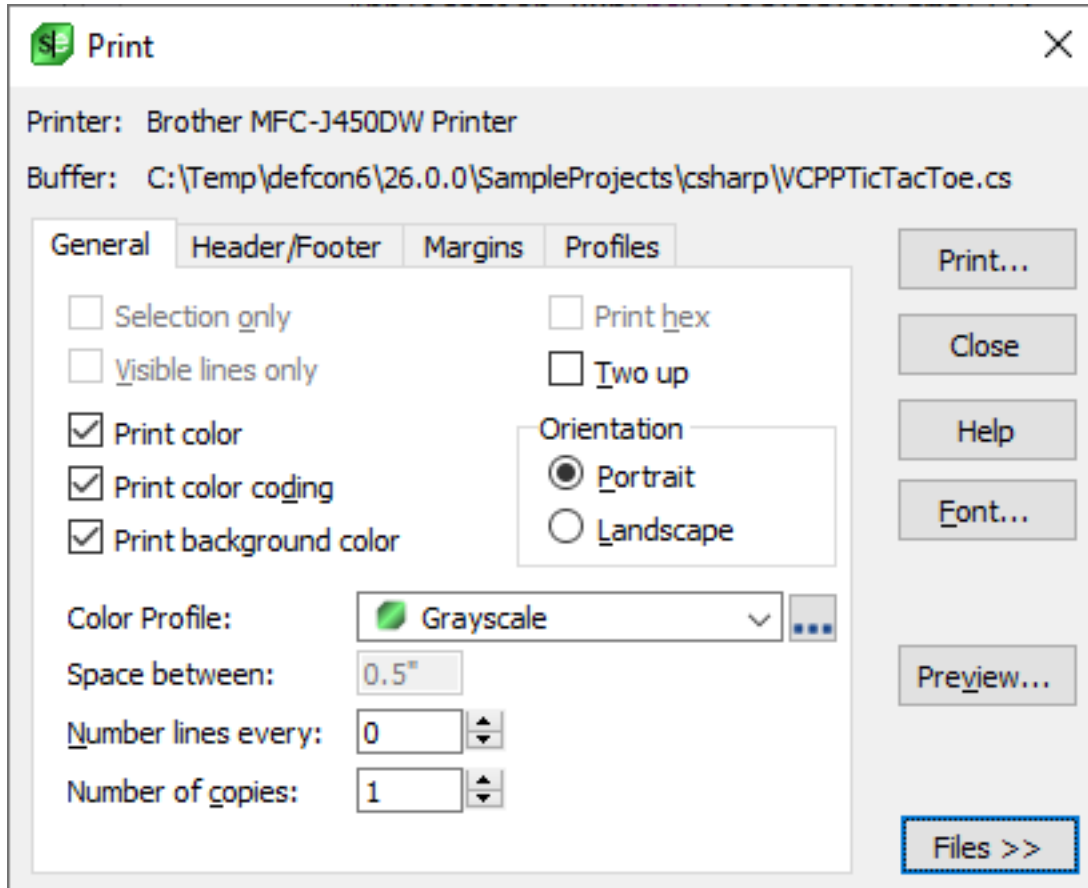 Print
Printer: Brother MFC-J450DW Printer
Buffer: C:\Temp\defcon6\26.0.0\SampleProjects\csharp\VCPPTicTacToe.cs
General Header/Footer Margins Profiles
Print...
Selection only
Print hex
Close
Visible lines only
Two up
Print color
Orientation
Help
Print color coding
Portrait
Font...
Print background color
Landscape
Color Profile: Grayscale ...
Space between: 0.5"
Preview...
Number lines every: 0
Number of copies: 1
Files >>